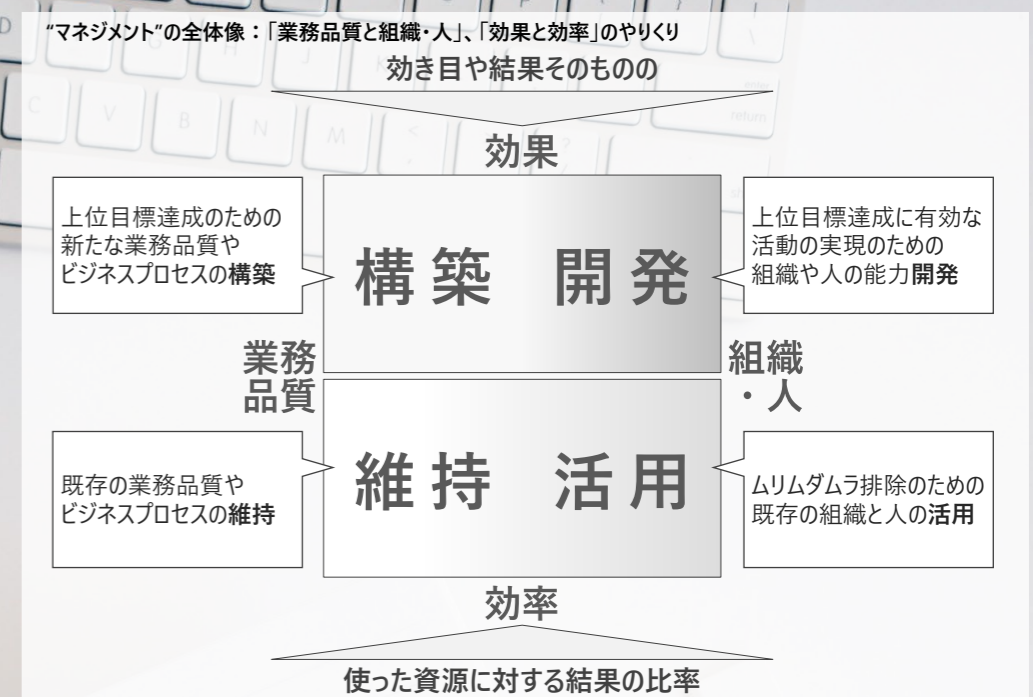 “マネジメント”の全体像：「業務品質と組織・人」、「効果と効率」のやりくり
効き目や結果そのものの
効果
上位目標達成のための
新たな業務品質や
ビジネスプロセスの構築
構築 開発
上位目標達成に有効な
活動の実現のための
組織や人の能力開発
業務
品質
組織
・人
既存の業務品質や
ビジネスプロセスの維持
維持 活用
ムリムダムラ排除のための
既存の組織と人の活用
効率
使った資源に対する結果の比率